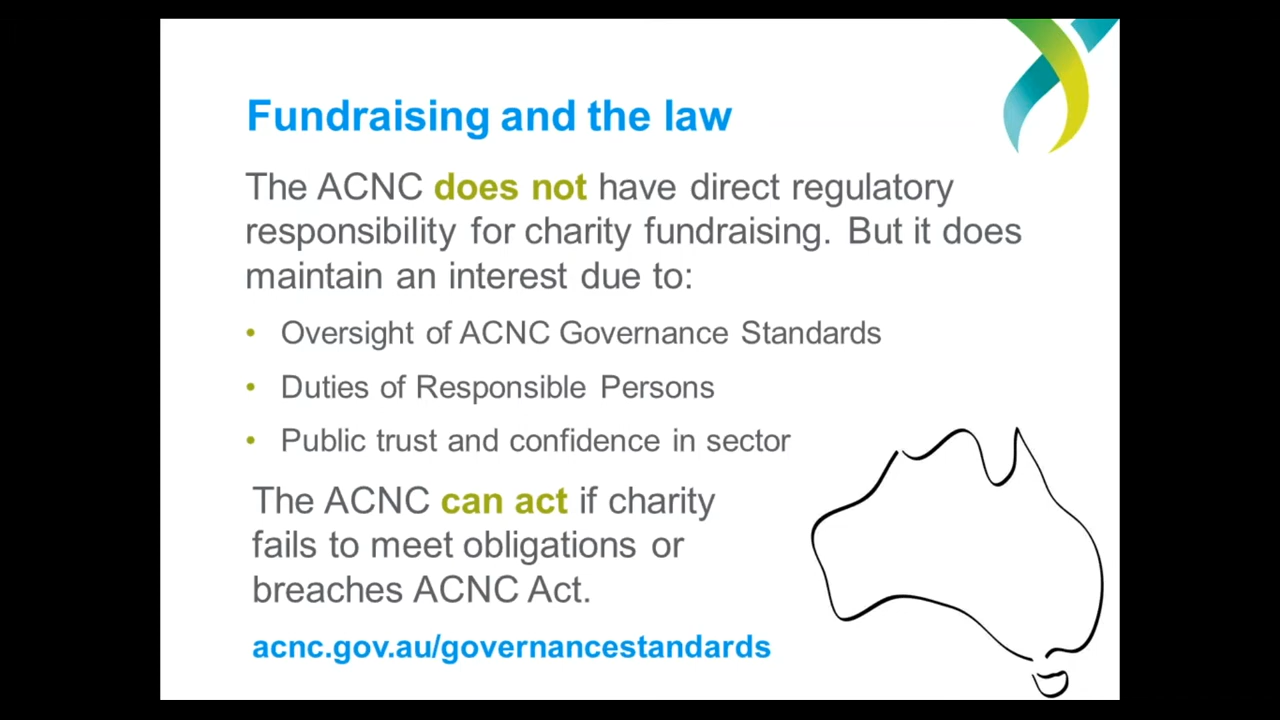 Fundraising and the law
The ACNC does not have direct regulatory
responsibility for charity fundraising. But it does
maintain an interest due to:
• Oversight of ACNC Governance Standards
• Duties of Responsible Persons
• Public trust and confidence in sector
The ACNC can act if charity
fails to meet obligations or
breaches ACNC Act.
acnc.gov.au/governancestandards